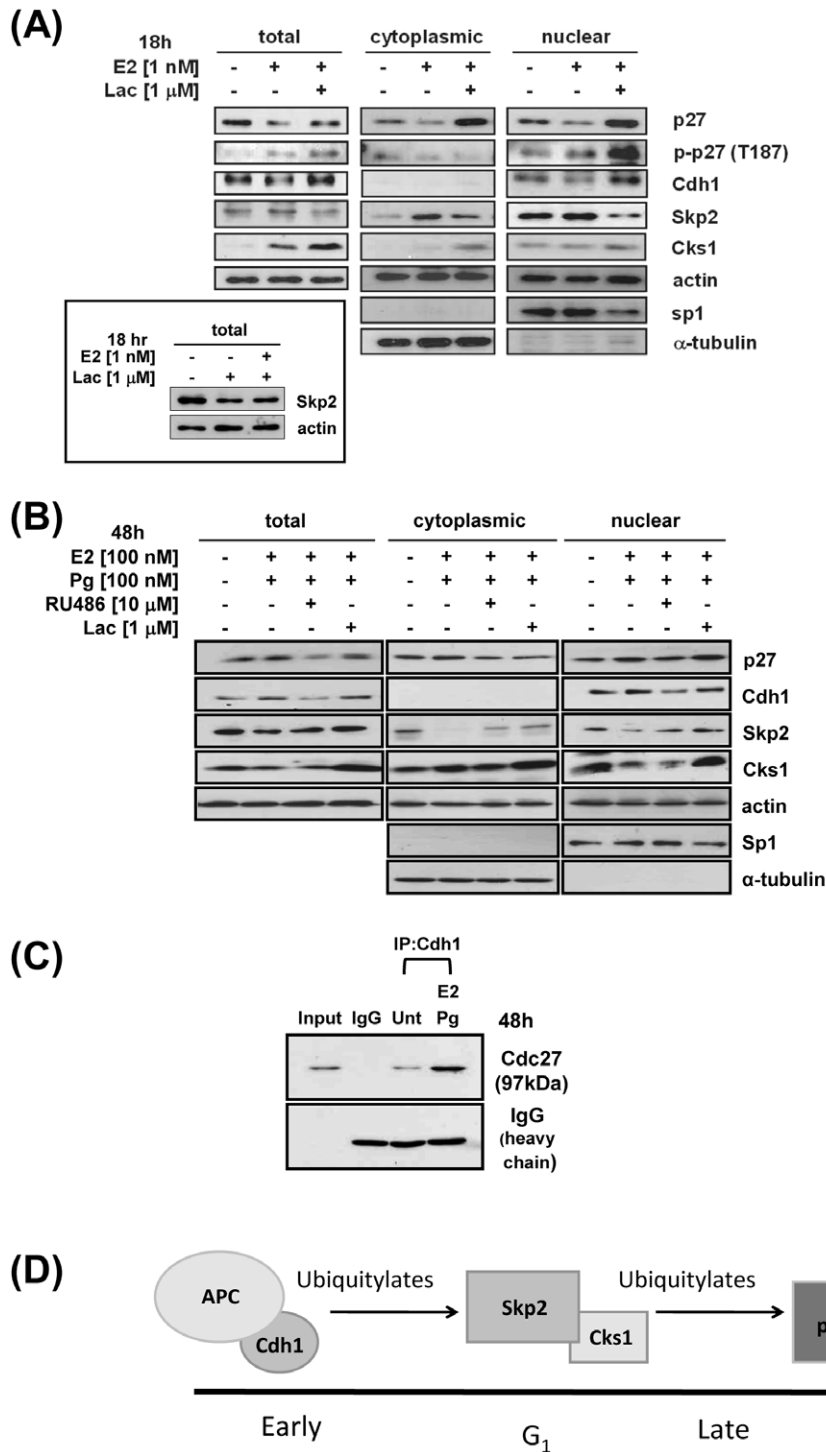 (A)
18h total cytoplasmic nuclear
E2 [1 nM] - + + - + + - + +
Lac [1 μM] - - + - - + - - +
p27
p-p27 (T187)
Cdh1
Skp2
Cks1
actin
sp1
α-tubulin
18 hr total
E2 [1 nM] - - +
Lac [1 μM] - + +
Skp2
actin
(B)
48h total cytoplasmic nuclear
E2 [100 nM] - + + + - + + + - + + +
Pg [100 nM] - + + + - + + + - + + +
RU486 [10 μM] - - + - - - + - - - + -
Lac [1 μM] - - - + - - - + - - - +
p27
Cdh1
Skp2
Cks1
actin
Sp1
α-tubulin
(C)
IP:Cdh1
E2
Input IgG Unt Pg 48h
Cdc27
(97kDa)
IgG
(heavy
chain)
(D)
APC
Cdh1
Ubiquitylates
Skp2
Cks1
Ubiquitylates
p
Early G1 Late